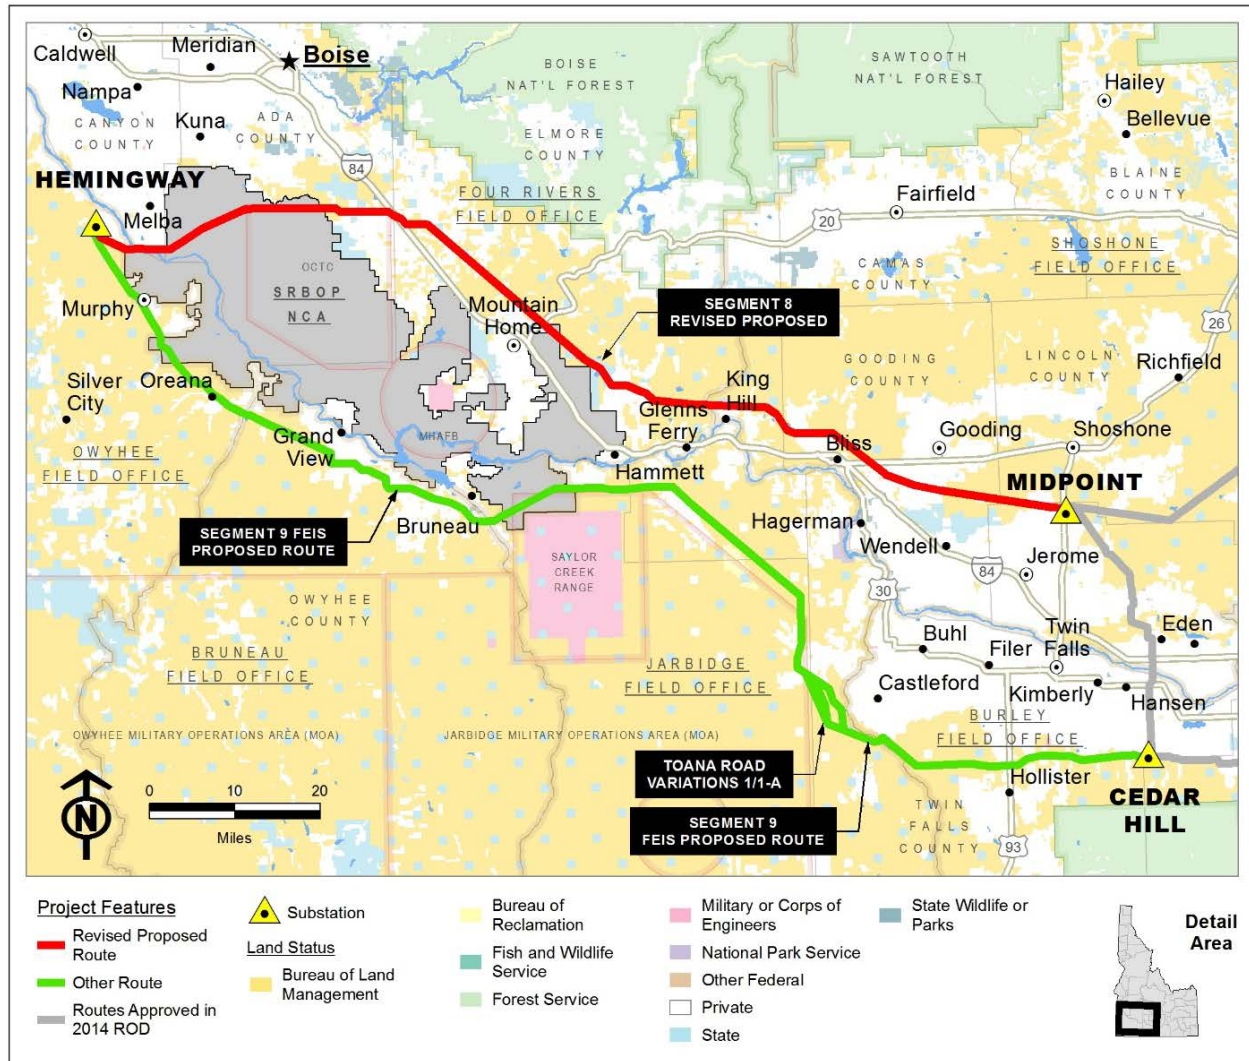 Caldwell
Meridian
Boise
Nampa
Kuna
CANYON
COUNTY
ADA
COUNTY
84
BOISE
NAT'L FOREST
SAWTOOTH
NAT'L FOREST
ELMORE
COUNTY
Hailey
Bellevue
BLAINE
COUNTY
HEMINGWAY
Melba
FOUR RIVERS
FIELD OFFICE
20
Fairfield
CAMAS
COUNTY
SHOSHONE
FIELD OFFICE
OCTC
SRBOP
NCA
Murphy
Mountain
Home
SEGMENT 8
REVISED PROPOSED
26
GOODING
COUNTY
LINCOLN
COUNTY
Richfield
Silver
City
Oreana
King
Hill
Glenns
Ferry
Grand
View
MHAFB
Hammett
Bliss
Gooding
Shoshone
OWYHEE
FIELD OFFICE
MIDPOINT
SEGMENT 9 FEIS
PROPOSED ROUTE
Bruneau
Hagerman
Wendell
SAYLOR
CREEK
RANGE
84
Jerome
30
OWYHEE
COUNTY
Buhl
Filer
Twin
Falls
Eden
BRUNEAU
FIELD OFFICE
JARBIDGE
FIELD OFFICE
Castleford
Kimberly
Hansen
BURLEY
FIELD OFFICE
OWYHEE MILITARY OPERATIONS AREA (MOA)
JARBIDGE MILITARY OPERATIONS AREA (MOA)
TOANA ROAD
VARIATIONS 1/1-A
Hollister
CEDAR
HILL
N
0 10 20
Miles
SEGMENT 9
FEIS PROPOSED ROUTE
TWIN
FALLS
COUNTY
93
Project Features
Revised Proposed
Route
Other Route
Routes Approved in
2014 ROD
Substation
Land Status
Bureau of Land
Management
Bureau of
Reclamation
Fish and Wildlife
Service
Forest Service
Military or Corps of
Engineers
National Park Service
Other Federal
Private
State
State Wildlife or
Parks
Detail
Area